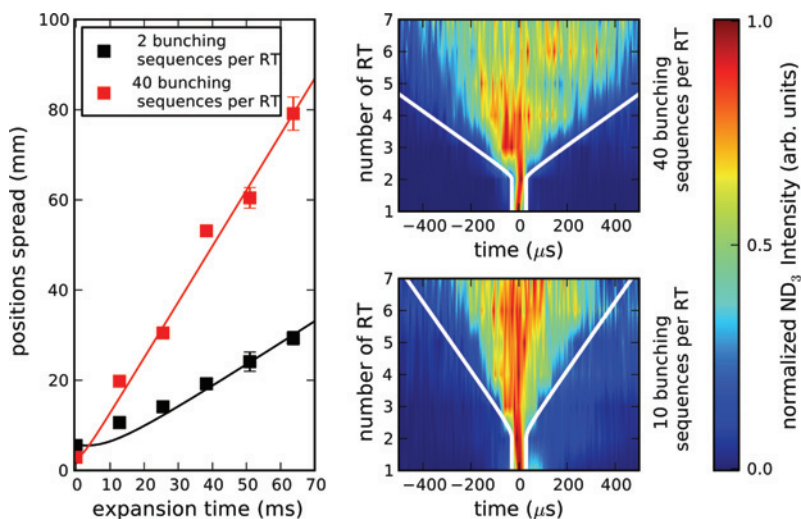 2 bunching
sequences per RT
40 bunching
sequences per RT
positions spread (mm)
100
80
60
40
20
0
0 10 20 30 40 50 60 70
expansion time (ms)
number of RT
7
6
5
4
3
2
1
−400 −200 0 200 400
time (μs)
40 bunching
sequences per RT
number of RT
7
6
5
4
3
2
1
−400 −200 0 200 400
time (μs)
10 bunching
sequences per RT
1.0
0.5
0.0
normalized ND₃ Intensity (arb. units)